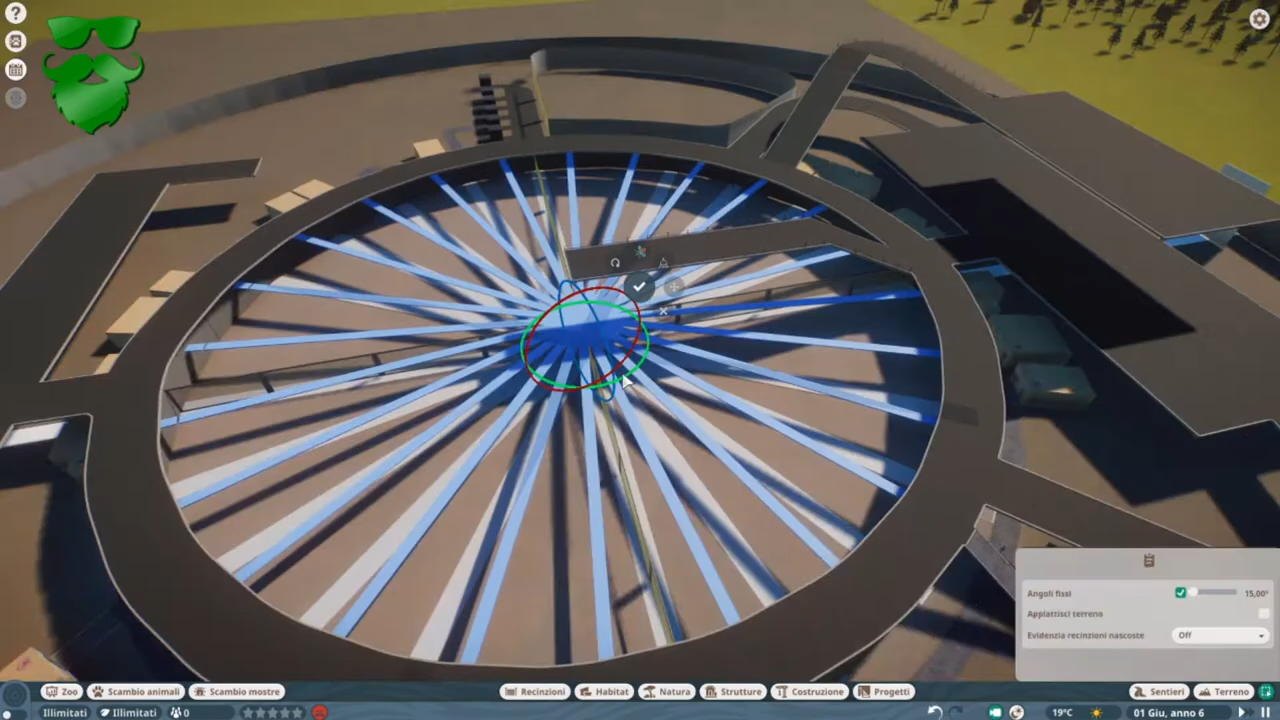 ?
Angoli fissi 15,00°
Appiattisci terreno
Evidenzia recinzioni nascoste Off
Zoo Scambio animali Scambio mostre Recinzioni Habitat Natura Strutture Costruzione Progetti Sentieri Terreno
Illimitati Illimitati 0 19°C 01 Giu, anno 6